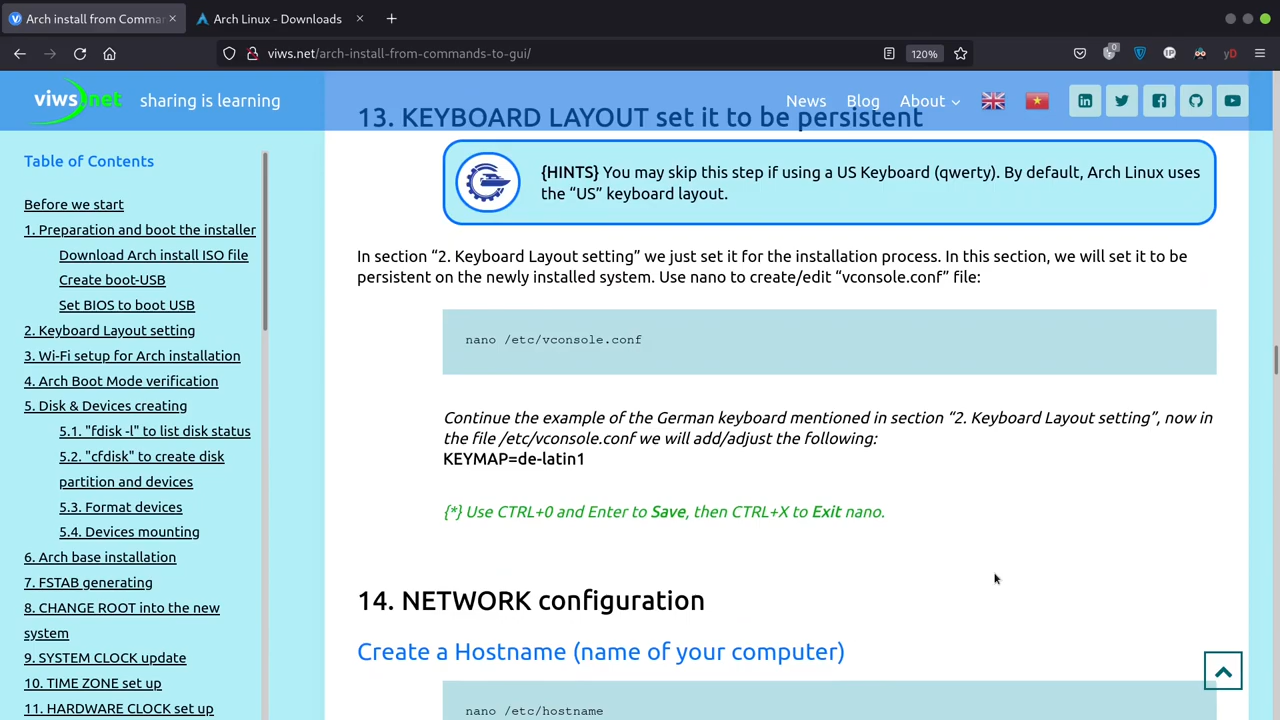 Arch install from Comma
Arch Linux - Downloads
viws.net/arch-install-from-commands-to-gui/
120%
0
IP
yD
viws.net
sharing is learning
News
Blog
About
Table of Contents
Before we start
1. Preparation and boot the installer
Download Arch install ISO file
Create boot-USB
Set BIOS to boot USB
2. Keyboard Layout setting
3. Wi-Fi setup for Arch installation
4. Arch Boot Mode verification
5. Disk & Devices creating
5.1. "fdisk -l" to list disk status
5.2. "cfdisk" to create disk
partition and devices
5.3. Format devices
5.4. Devices mounting
6. Arch base installation
7. FSTAB generating
8. CHANGE ROOT into the new
system
9. SYSTEM CLOCK update
10. TIME ZONE set up
11. HARDWARE CLOCK set up
13. KEYBOARD LAYOUT set it to be persistent
{HINTS} You may skip this step if using a US Keyboard (qwerty). By default, Arch Linux uses
the “US” keyboard layout.
In section “2. Keyboard Layout setting” we just set it for the installation process. In this section, we will set it to be
persistent on the newly installed system. Use nano to create/edit “vconsole.conf” file:
nano /etc/vconsole.conf
Continue the example of the German keyboard mentioned in section “2. Keyboard Layout setting”, now in
the file /etc/vconsole.conf we will add/adjust the following:
KEYMAP=de-latin1
{*} Use CTRL+0 and Enter to Save, then CTRL+X to Exit nano.
14. NETWORK configuration
Create a Hostname (name of your computer)
nano /etc/hostname